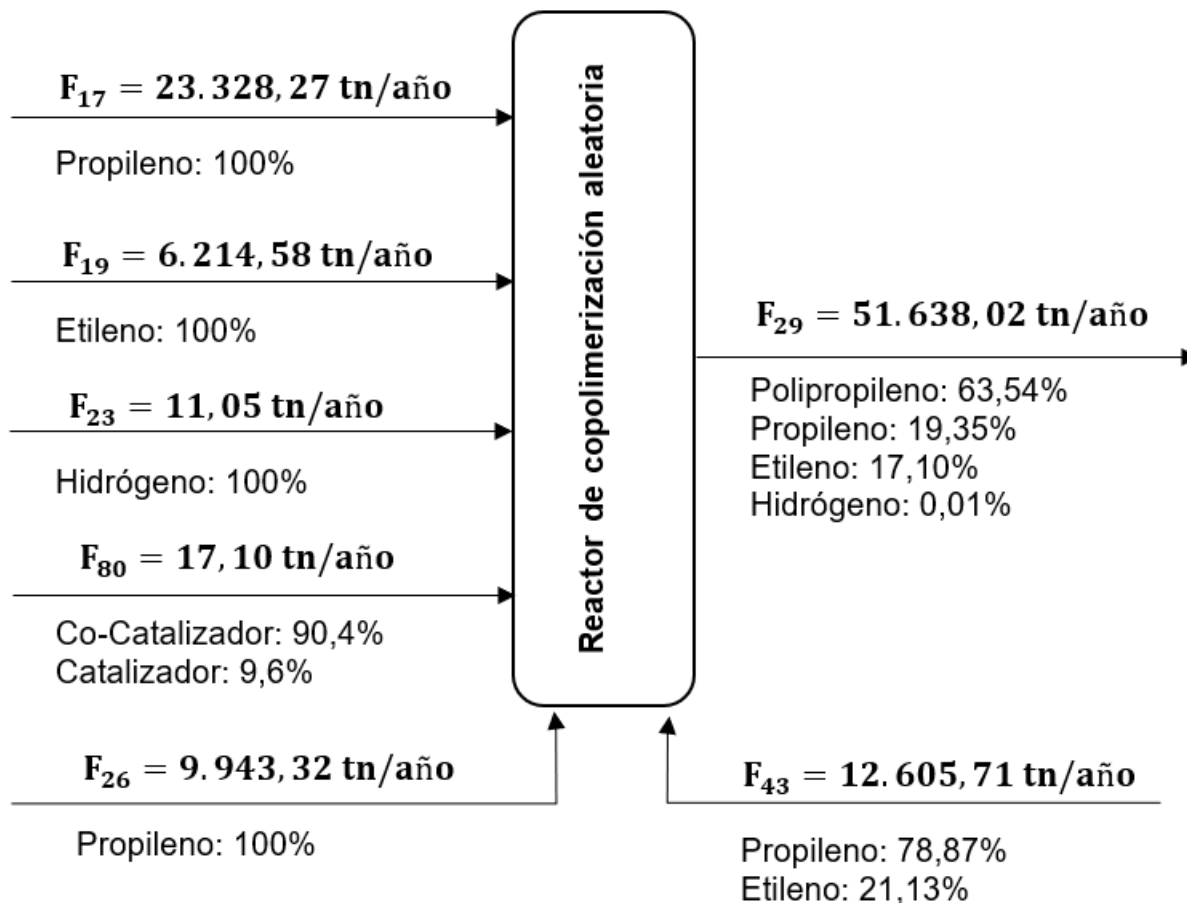 F17 = 23.328,27 tn/año
Propileno: 100%
F19 = 6.214,58 tn/año
Etileno: 100%
F23 = 11,05 tn/año
Hidrógeno: 100%
F80 = 17,10 tn/año
Co-Catalizador: 90,4%
Catalizador: 9,6%
F26 = 9.943,32 tn/año
Propileno: 100%
Reactor de copolimerización aleatoria
F29 = 51.638,02 tn/año
Polipropileno: 63,54%
Propileno: 19,35%
Etileno: 17,10%
Hidrógeno: 0,01%
F43 = 12.605,71 tn/año
Propileno: 78,87%
Etileno: 21,13%